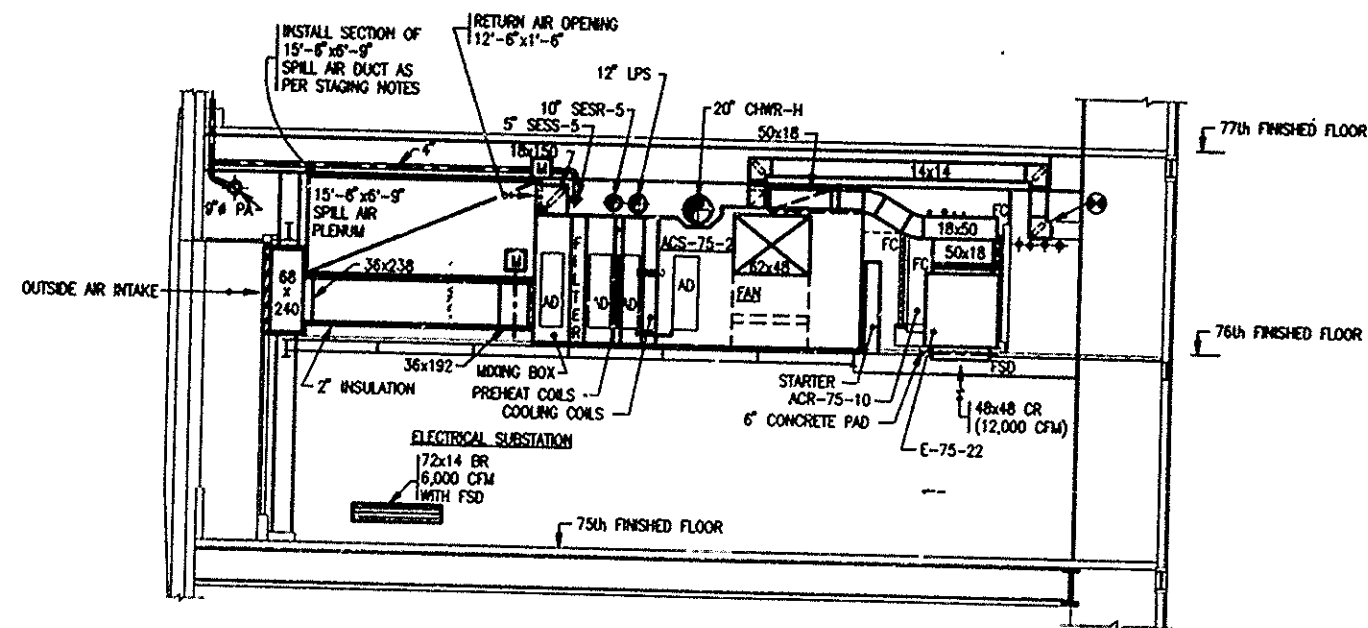 INSTALL SECTION OF
15'-6"x6'-9"
SPILL AIR DUCT AS
PER STAGING NOTES
RETURN AIR OPENING
12'-6"x1'-6"
12" LPS
10" SESR-5
5" SESS-5
20" CHWR-H
18x150
50x18
77th FINISHED FLOOR
4"
M
14x14
9"ø PA
15'-6"x6'-9"
SPILL AIR
PLENUM
ACS-75-2
FC
18x50
FC
50x18
FC
M
36x238
62x48
OUTSIDE AIR INTAKE
68
x
240
AD
FILTER
AD
AD
AD
FAN
76th FINISHED FLOOR
36x192
2" INSULATION
MIXING BOX
PREHEAT COILS
COOLING COILS
STARTER
ACR-75-10
6" CONCRETE PAD
FSD
48x48 CR
(12,000 CFM)
E-75-22
ELECTRICAL SUBSTATION
72x14 BR
6,000 CFM
WITH FSD
75th FINISHED FLOOR